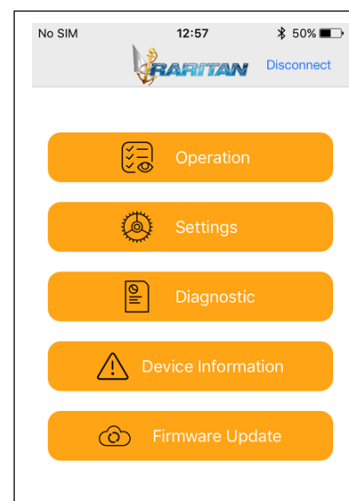 No SIM 12:57 50%
RARITAN Disconnect
Operation
Settings
Diagnostic
Device Information
Firmware Update